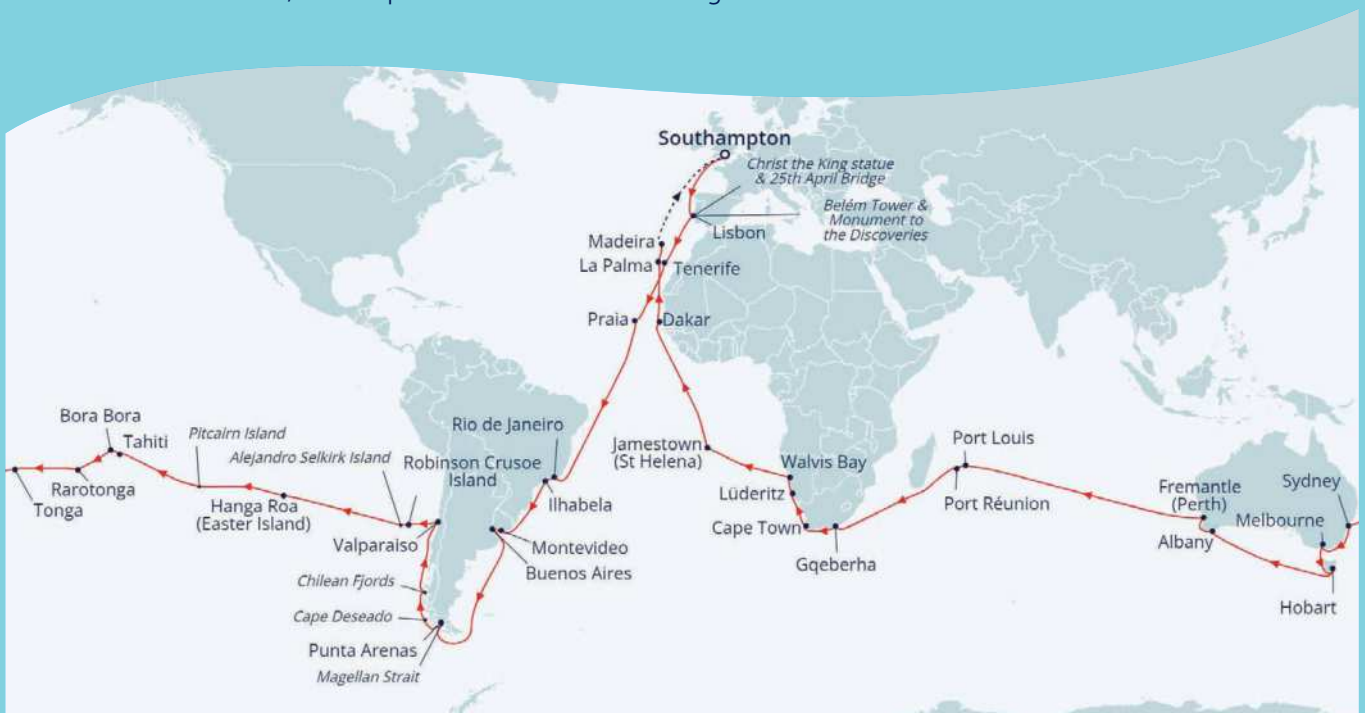 Southampton
Christ the King statue
& 25th April Bridge
Belém Tower &
Monument to
the Discoveries
Lisbon
Madeira
La Palma
Tenerife
Praia
Dakar
Bora Bora
Tahiti
Pitcairn Island
Alejandro Selkirk Island
Robinson Crusoe
Island
Rio de Janeiro
Ilhabela
Jamestown
(St Helena)
Walvis Bay
Lüderitz
Cape Town
Gqeberha
Port Louis
Port Réunion
Fremantle
(Perth)
Albany
Melbourne
Sydney
Hobart
Rarotonga
Tonga
Hanga Roa
(Easter Island)
Valparaiso
Montevideo
Buenos Aires
Chilean Fjords
Cape Deseado
Punta Arenas
Magellan Strait